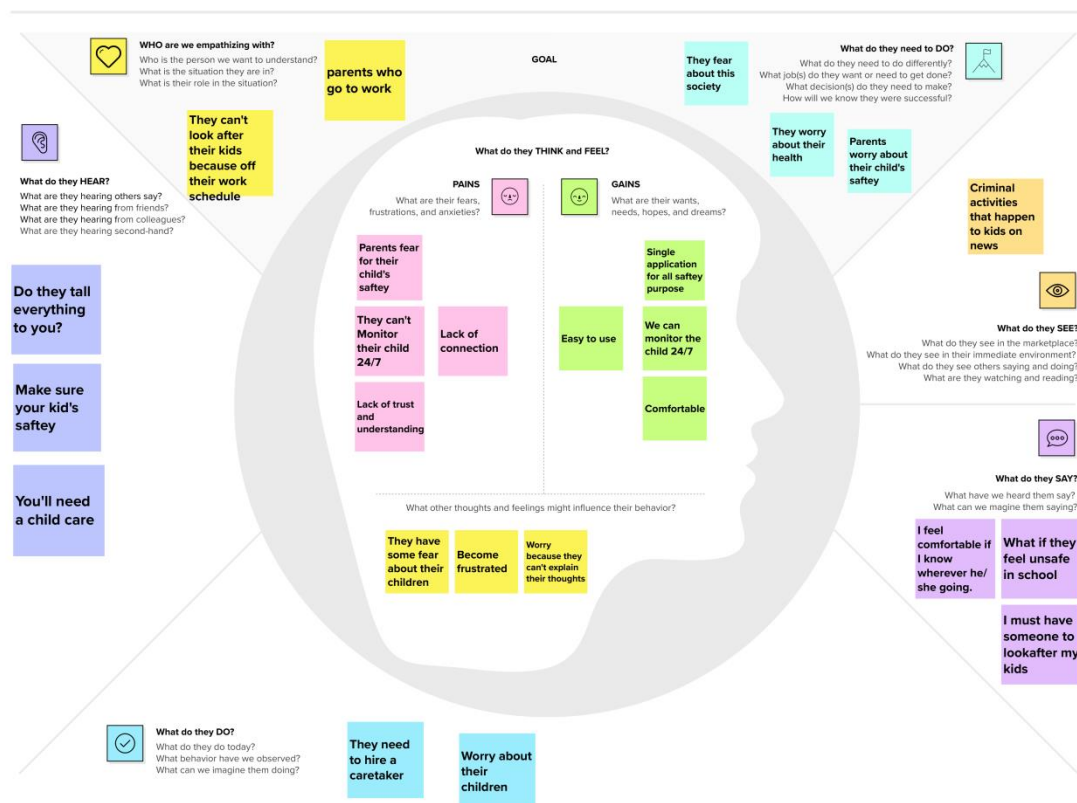 WHO are we empathizing with?
Who is the person we want to understand?
What is the situation they are in?
What is their role in the situation?
parents who
go to work
They can't
look after
their kids
because off
their work
schedule
GOAL
They fear
about this
society
What do they need to DO?
What do they need to do differently?
What job(s) do they want or need to get done?
What decision(s) do they need to make?
How will we know they were successful?
They worry
about their
health
Parents
worry about
their child's
saftey
What do they HEAR?
What are they hearing others say?
What are they hearing from friends?
What are they hearing from colleagues?
What are they hearing second-hand?
Do they tall
everything
to you?
Make sure
your kid's
saftey
You'll need
a child care
What do they THINK and FEEL?
PAINS
What are their fears,
frustrations, and anxieties?
Parents fear
for their
child's
saftey
They can't
Monitor
their child
24/7
Lack of
connection
Lack of trust
and
understanding
GAINS
What are their wants,
needs, hopes, and dreams?
Single
application
for all saftey
purpose
Easy to use
We can
monitor the
child 24/7
Comfortable
What other thoughts and feelings might influence their behavior?
They have
some fear
about their
children
Become
frustrated
Worry
because they
can't explain
their thoughts
Criminal
activities
that happen
to kids on
news
What do they SEE?
What do they see in the marketplace?
What do they see in their immediate environment?
What do they see others saying and doing?
What are they watching and reading?
What do they SAY?
What have we heard them say?
What can we magine them saying?
I feel
comfortable if
I know
wherever he/
she going.
What if they
feel unsafe
in school
I must have
someone to
lookafter my
kids
What do they DO?
What do they do today?
What behavior have we observed?
What can we imagine them doing?
They need
to hire a
caretaker
Worry about
their
children